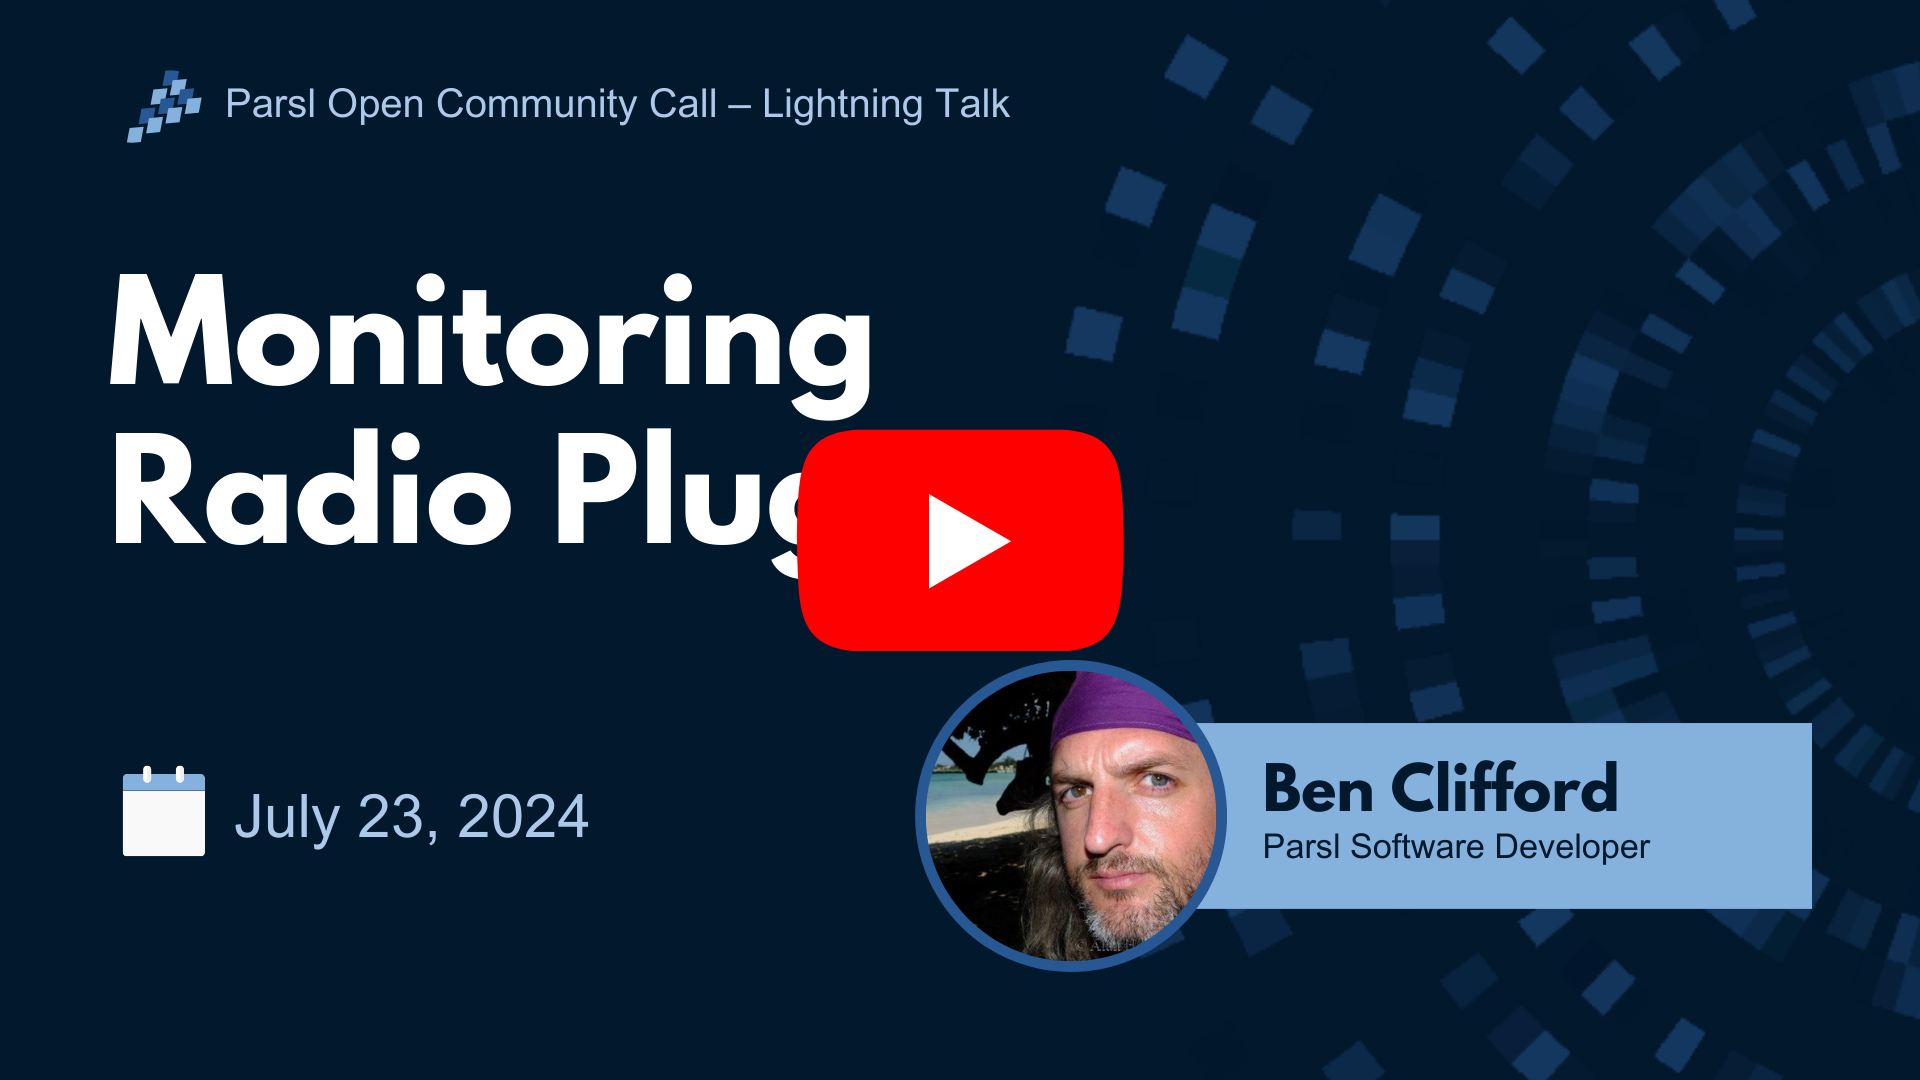 Parsl Open Community Call – Lightning Talk
Monitoring
Radio Plug
July 23, 2024
Ben Clifford
Parsl Software Developer